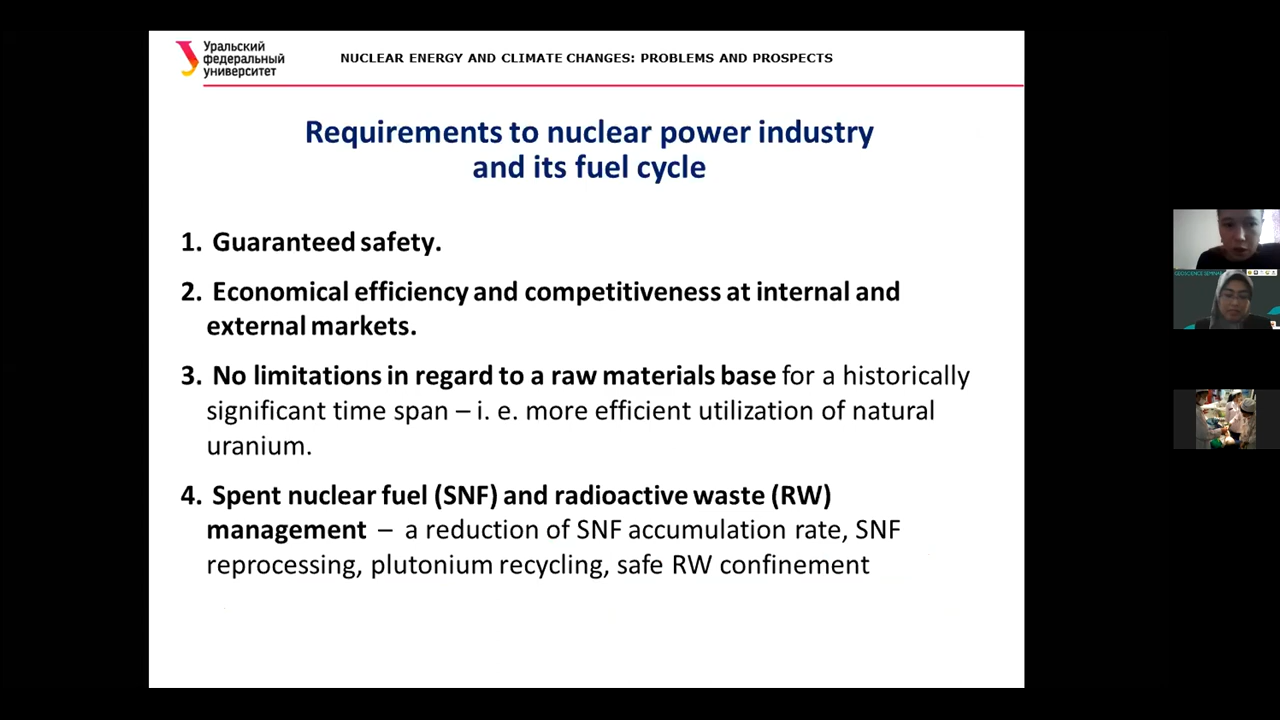 Уральский
федеральный
университет
NUCLEAR ENERGY AND CLIMATE CHANGES: PROBLEMS AND PROSPECTS
Requirements to nuclear power industry
and its fuel cycle
1. Guaranteed safety.
2. Economical efficiency and competitiveness at internal and
external markets.
3. No limitations in regard to a raw materials base for a historically
significant time span – i. e. more efficient utilization of natural
uranium.
4. Spent nuclear fuel (SNF) and radioactive waste (RW)
management – a reduction of SNF accumulation rate, SNF
reprocessing, plutonium recycling, safe RW confinement